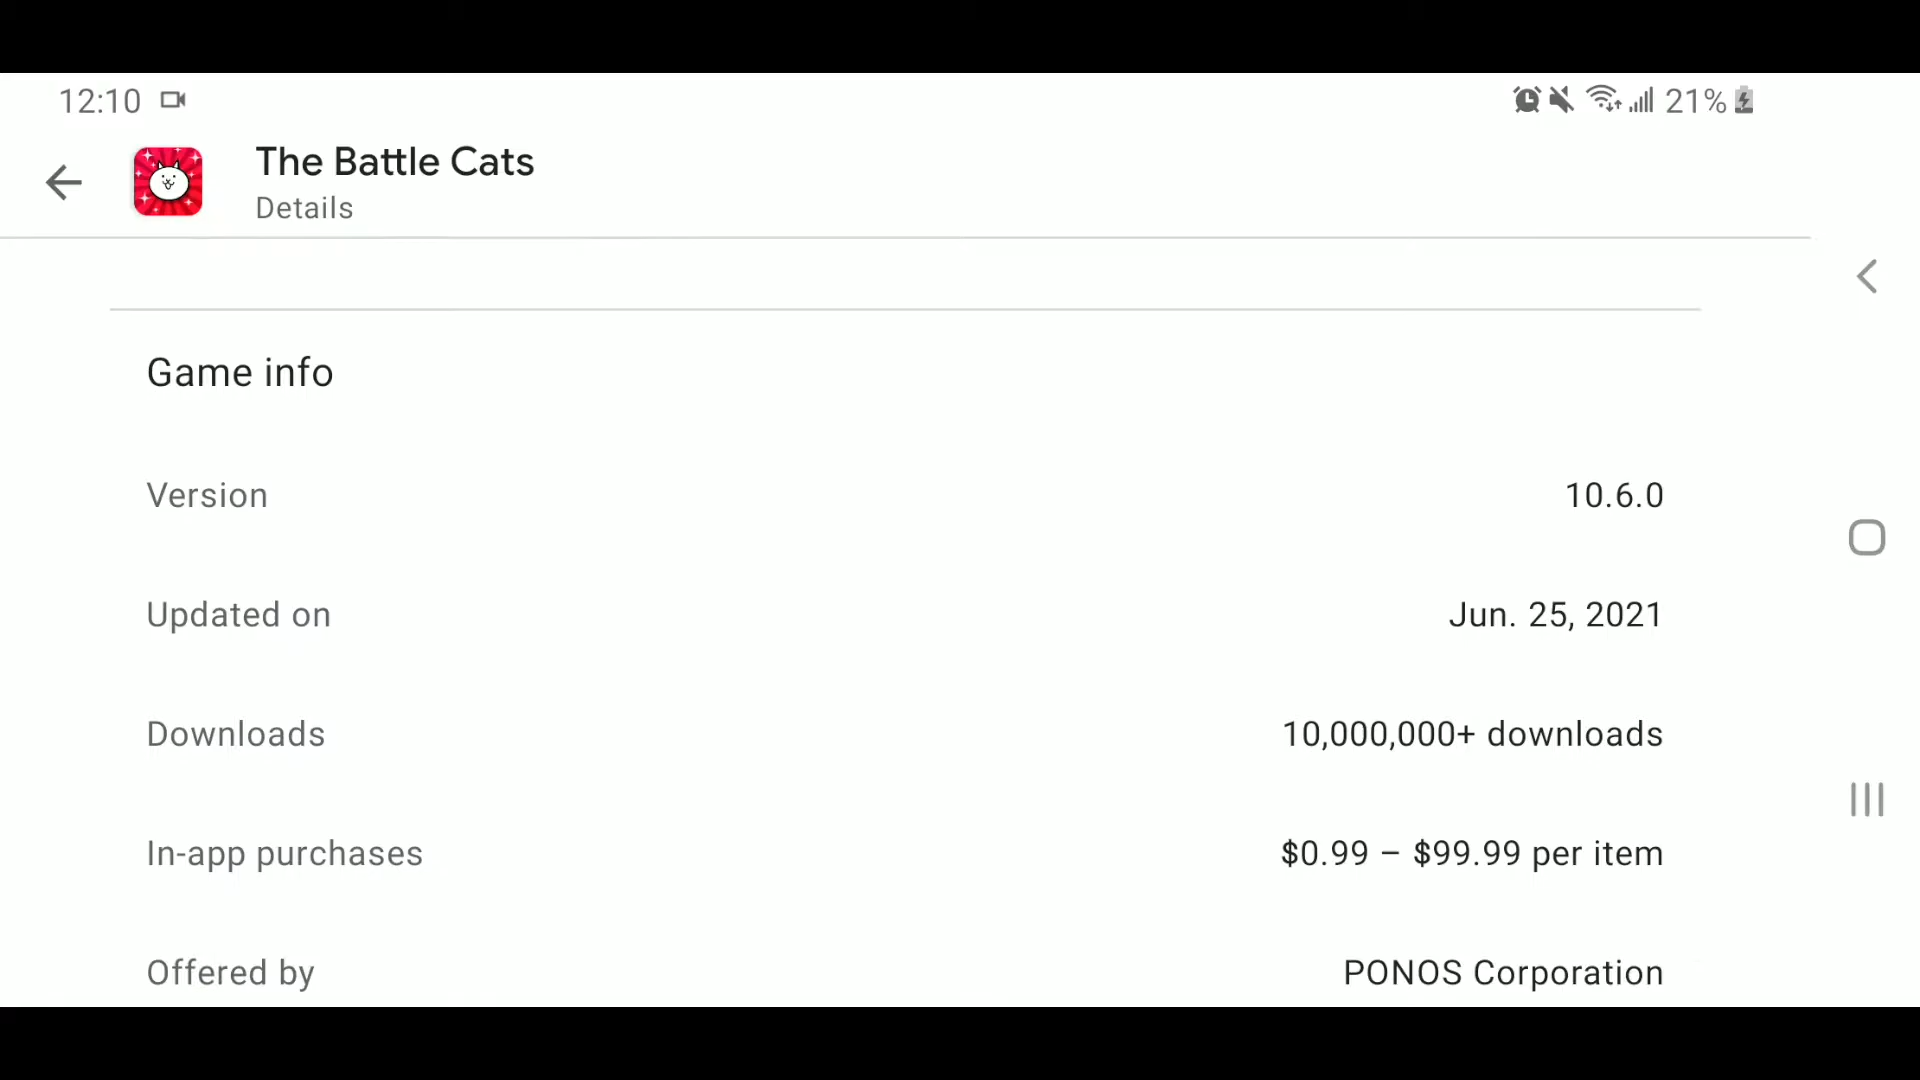 12:10 21%
The Battle Cats
Details
Game info
Version 10.6.0
Updated on Jun. 25, 2021
Downloads 10,000,000+ downloads
In-app purchases $0.99 – $99.99 per item
Offered by PONOS Corporation